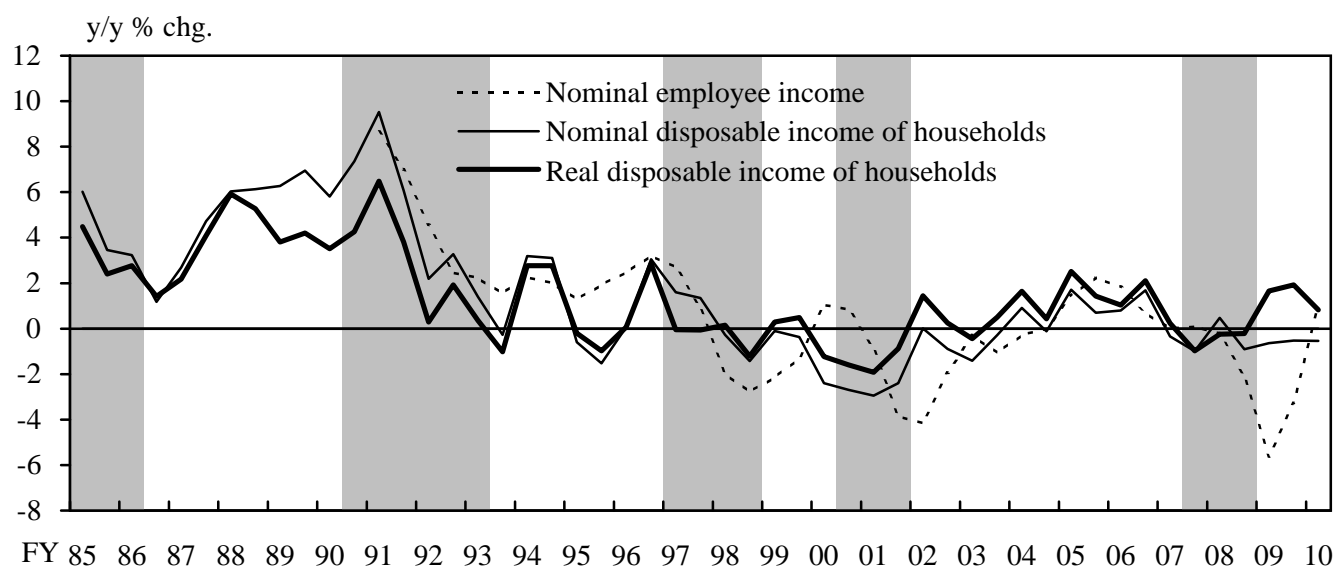 y/y % chg.
12
10
8
6
4
2
0
-2
-4
-6
-8
Nominal employee income
Nominal disposable income of households
Real disposable income of households
FY 85 86 87 88 89 90 91 92 93 94 95 96 97 98 99 00 01 02 03 04 05 06 07 08 09 10